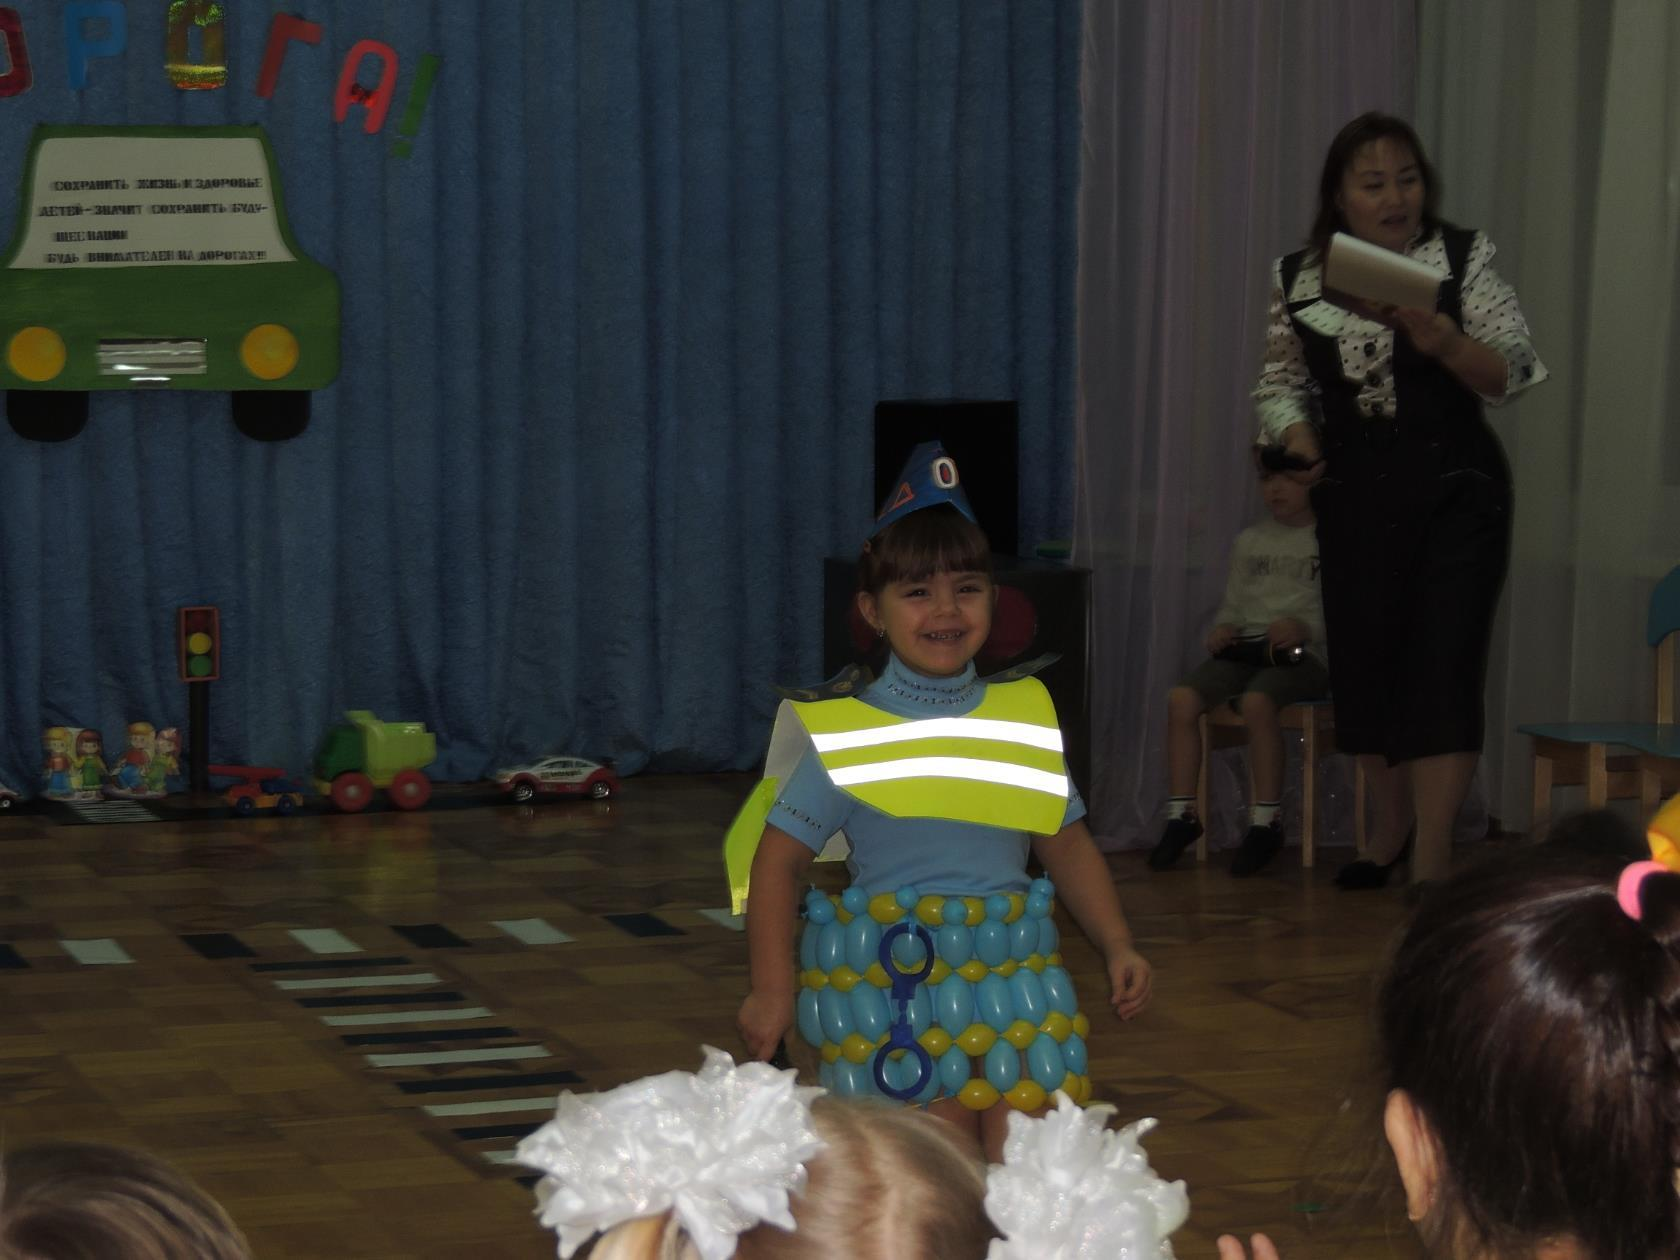 ОРОГА!
СОХРАНИТЬ ЖИЗНЬ И ЗДОРОВЬЕ
ДЕТЕЙ-ЗНАЧИТ СОХРАНИТЬ БУДУ-
ЩЕЕ НАЦИИ
БУДЬ ВНИМАТЕЛЕН НА ДОРОГАХ!!!
Д О